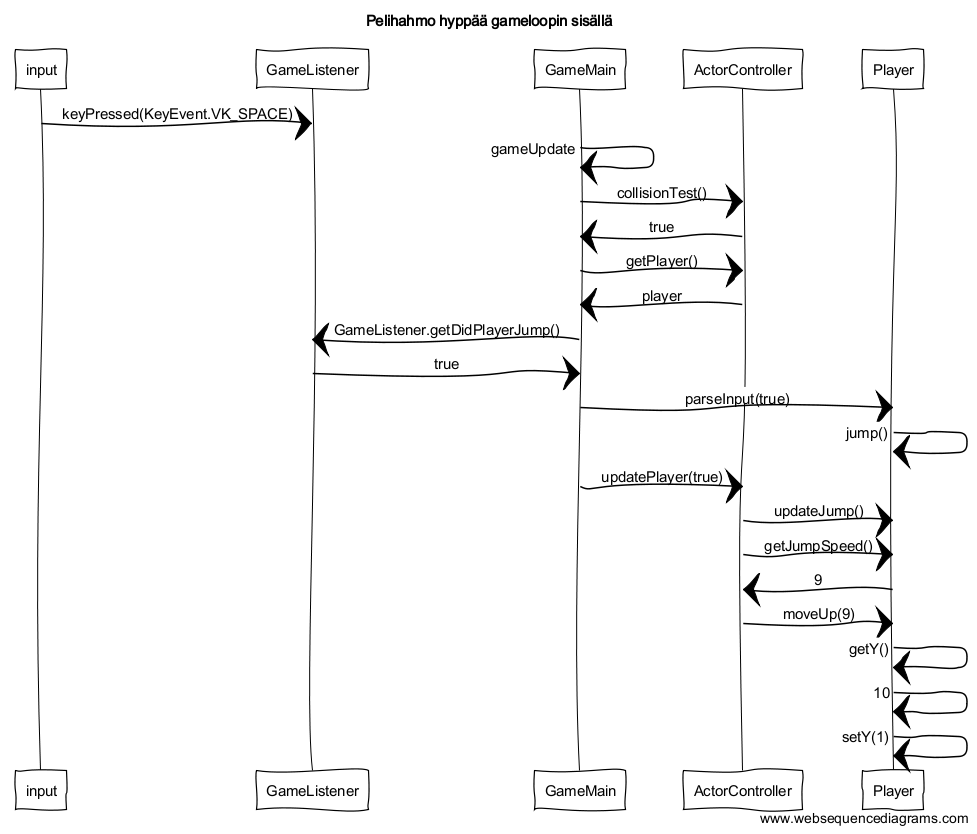 Pelihahmo hyppää gameloopin sisällä
input GameListener GameMain ActorController Player
keyPressed(KeyEvent.VK_SPACE)
gameUpdate
collisionTest()
true
getPlayer()
player
GameListener.getDidPlayerJump()
true
parseInput(true)
jump()
updatePlayer(true)
updateJump()
getJumpSpeed()
9
moveUp(9)
getY()
10
setY(1)
input GameListener GameMain ActorController Player
www.websequencediagrams.com